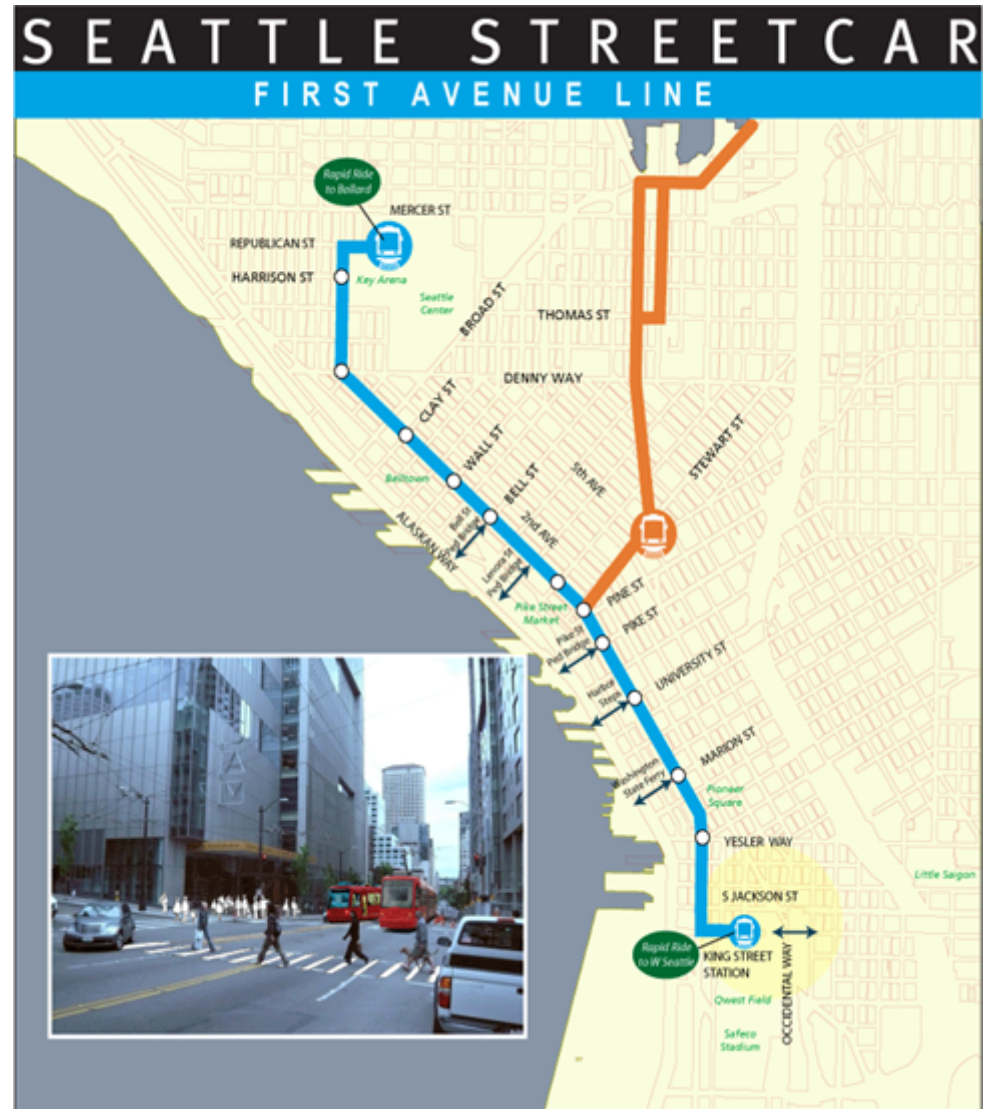 SEATTLE STREETCAR
FIRST AVENUE LINE
Rapid Ride
to Ballard
MERCER ST
REPUBLICAN ST
HARRISON ST
Key Arena
Seattle
Center
BROAD ST
THOMAS ST
DENNY WAY
CLAY ST
WALL ST
STEWART ST
5th AVE
Belltown
BELL ST
2nd AVE
ALASKAN WAY
Bell St
Ped Bridge
Lenora St
Ped Bridge
Pike Street
Market
PINE ST
PIKE ST
Pike St
Ped Bridge
UNIVERSITY ST
Harbor
Steps
MARION ST
Washington
State Ferry
Pioneer
Square
YESLER WAY
Little Saigon
S JACKSON ST
Rapid Ride
to W Seattle
KING STREET
STATION
OCCIDENTAL WAY
Qwest Field
Safeco
Stadium